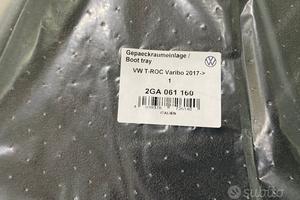 Gepaeckraumeinlage /
Boot tray
VW T-ROC Varibo 2017->
1
2GA 061 160
ITALIEN
subito